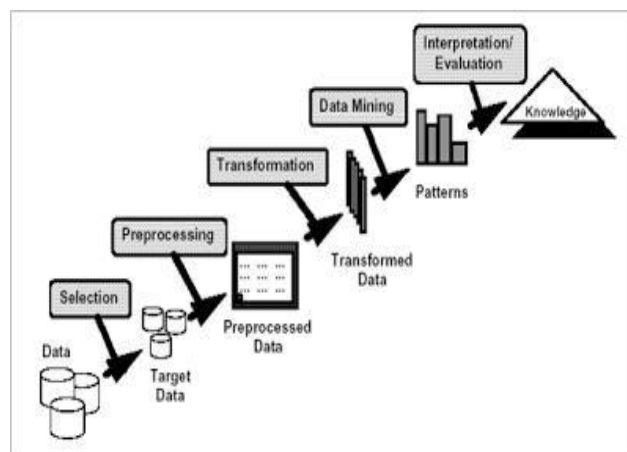 Interpretation/
Evaluation
Data Mining
Knowledge
Transformation
Patterns
Preprocessing
Transformed
Data
Selection
Preprocessed
Data
Data
Target
Data